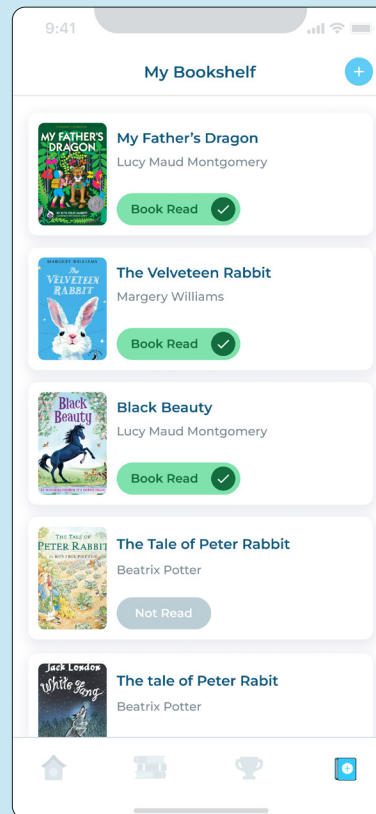 9:41
My Bookshelf
MY FATHER'S
DRAGON
My Father's Dragon
Lucy Maud Montgomery
Book Read
MARGERY WILLIAMS
The
VELVETEEN
RABBIT
The Velveteen Rabbit
Margery Williams
Book Read
Black
Beauty
Black Beauty
Lucy Maud Montgomery
Book Read
THE TALE OF
PETER RABBIT
BEATRIX POTTER
The Tale of Peter Rabbit
Beatrix Potter
Not Read
Jack London
White Fang
The tale of Peter Rabit
Beatrix Potter